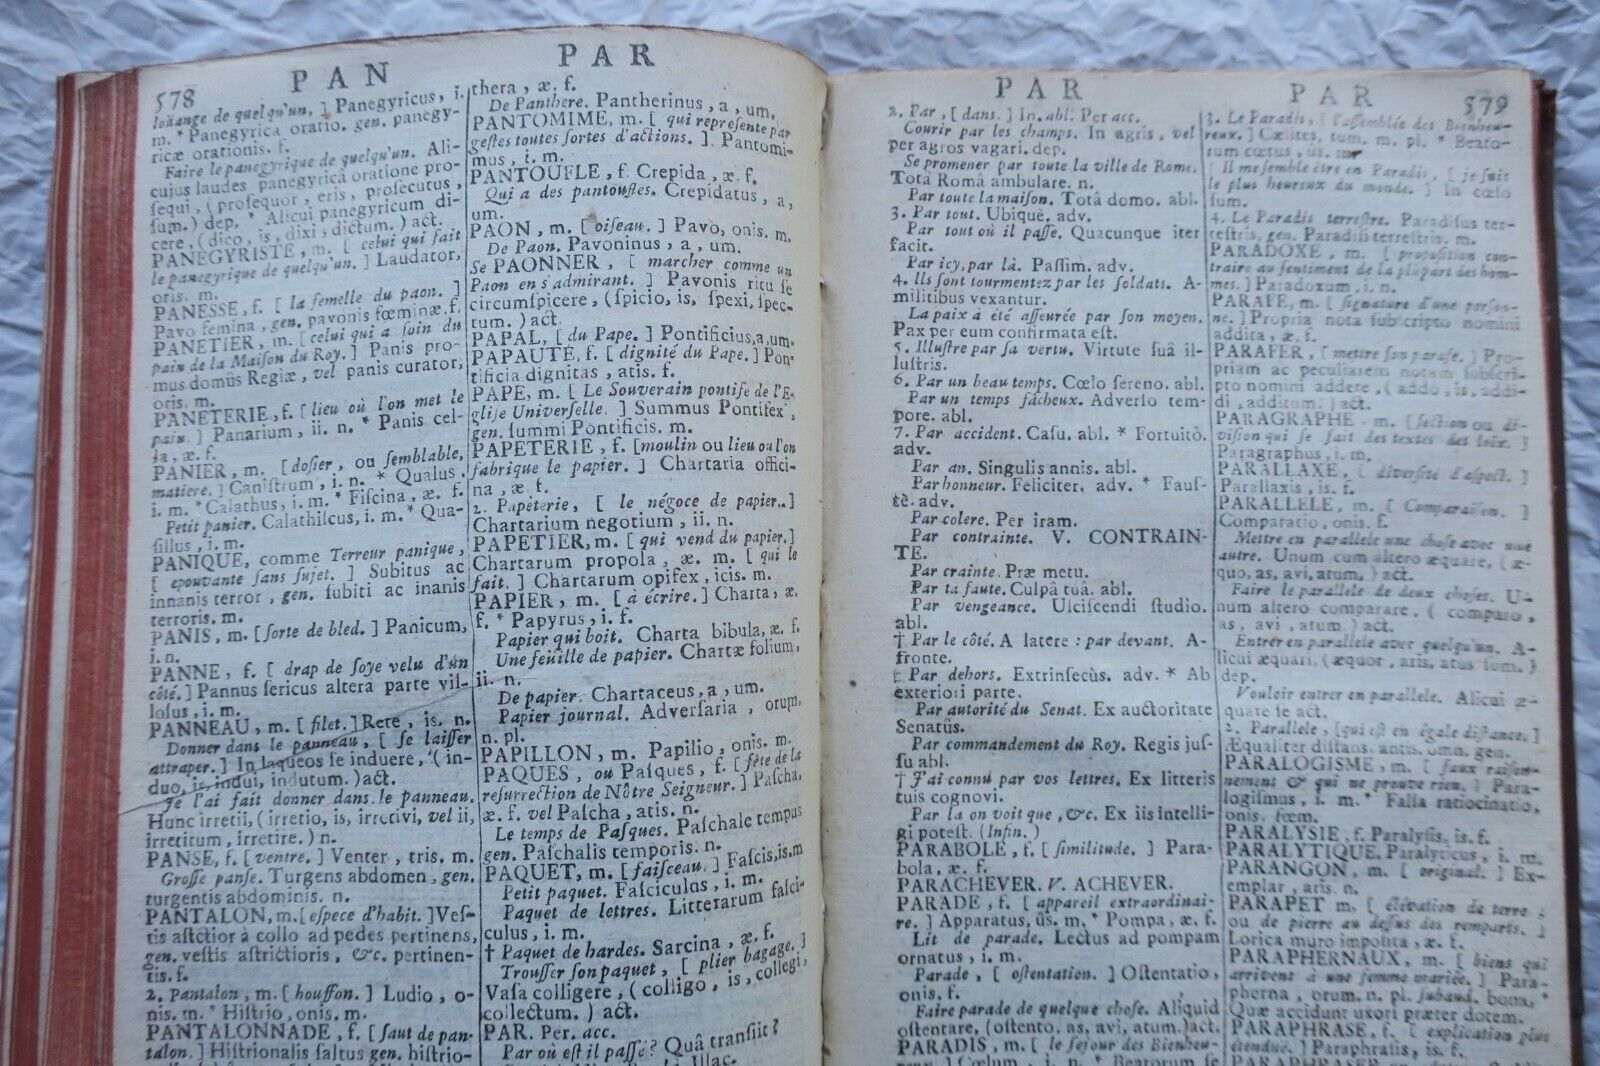 578
PAN
PAR
louange de quelqu'un, ] Panegyricus, i.
m. * Panegyrica oratio. gen. panegy-
ricæ orationis. f.
Faire le panegyrique de quelqu'un. Ali-
cujus laudes panegyricâ oratione pro-
ſequi, ( proſequor, eris, proſecutus,
ſum. ) dep. * Alicui panegyricum di-
cere, ( dico, is, dixi, dictum. ) act.
PANEGYRISTE, m. [ celui qui fait
le panegyrique de quelqu'un. ] Laudator,
oris. m.
PANESSE, f. [ la femelle du paon. ]
Pavo femina, gen. pavonis fœminæ. f.
PANETIER, m. [ celui qui a ſoin du
pain de la Maiſon du Roy. ] Panis pro-
mus domûs Regiæ, vel panis curator,
oris. m.
PANETERIE, f. [ lieu où l'on met le
pain. ] Panarium, ii. n. * Panis cel-
la, æ. f.
PANIER, m. [ doſier, ou ſemblable,
matiere. ] Caniſtrum, i. n. * Qualus,
i. m. * Calathus, i. m. * Fiſcina, æ. f.
Petit panier. Calathiſcus, i. m. * Qua-
ſillus, i. m.
PANIQUE, comme Terreur panique,
[ epouvante ſans ſujet. ] Subitus ac
innanis terror, gen. ſubiti ac inanis
terroris. m.
PANIS, m. [ ſorte de bled. ] Panicum,
i. n.
PANNE, f. [ drap de ſoye velu d'un
côté. ] Pannus ſericus altera parte vil-
loſus, i. m.
PANNEAU, m. [ filet. ] Rete, is. n.
Donner dans le panneau, [ ſe laiſſer
attraper. ] In laqueos ſe induere, ( in-
duo, is, indui, indutum. ) act.
Je l'ai fait donner dans le panneau.
Hunc irretii, ( irretio, is, irretivi, vel ii,
irretitum, irretire. ) n.
PANSE, f. [ ventre. ] Venter, tris. m.
Groſſe panſe. Turgens abdomen, gen.
turgentis abdominis. n.
PANTALON, m. [ eſpece d'habit. ] Veſ-
tis aſtrictior à collo ad pedes pertinens,
gen. veſtis aſtrictioris, &c. pertinen-
tis. f.
2. Pantalon, m. [ bouffon. ] Ludio, o-
nis. m. * Hiſtrio, onis. m.
PANTALONNADE, f. [ ſaut de pan-
talon. ] Hiſtrionalis ſaltus gen. hiſtrio-
thera, æ. f.
De Panthere. Pantherinus, a, um.
PANTOMIME, m. [ qui repreſente par
geſtes toutes ſortes d'actions. ] Pantomi-
mus, i. m.
PANTOUFLE, f. Crepida, æ. f.
Qui a des pantoufles. Crepidatus, a,
um.
PAON, m. [ oiſeau. ] Pavo, onis. m.
De Paon. Pavoninus, a, um.
Se PAONNER, [ marcher comme un
Paon en s'admirant. ] Pavonis ritu ſe
circumſpicere, ( ſpicio, is, ſpexi, ſpec-
tum. ) act.
PAPAL, [ du Pape. ] Pontificius, a, um.
PAPAUTÉ, f. [ dignité du Pape. ] Pon-
tificia dignitas, atis. f.
PAPE, m. [ Le Souverain pontife de l'E-
gliſe Univerſelle. ] Summus Pontifex,
gen. ſummi Pontificis. m.
PAPETERIE, f. [ moulin ou lieu ou l'on
fabrique le papier. ] Chartaria offici-
na, æ. f.
2. Papeterie, [ le négoce de papier.. ]
Chartarium negotium, ii. n.
PAPETIER, m. [ qui vend du papier. ]
Chartarum propola, æ. m. [ qui le
fait. ] Chartarum opifex, icis. m.
PAPIER, m. [ à écrire. ] Charta, æ.
f. * Papyrus, i. f.
Papier qui boit. Charta bibula, æ. f.
Une feüille de papier. Chartæ folium,
ii. n.
De papier. Chartaceus, a, um.
Papier journal. Adverſaria, orum.
n. pl.
PAPILLON, m. Papilio, onis. m.
PAQUES, ou Paſques, f. [ fête de la
reſurrection de Nôtre Seigneur. ] Paſcha,
æ. f. vel Paſcha, atis. n.
Le temps de Paſques. Paſchale tempus
gen. Paſchalis temporis. n.
PAQUET, m. [ faiſceau. ] Faſcis, is. m
Petit paquet. Faſciculus, i. m.
Paquet de lettres. Litterarum faſci-
culus, i. m.
† Paquet de hardes. Sarcina, æ. f.
Trouſſer ſon paquet, [ plier bagage. ]
Vaſa colligere, ( colligo, is, collegi,
collectum. ) act.
PAR. Per. acc.
Par où eſt il paſſé ? Quâ tranſiit ?
Illac.
PAR
PAR
579
2. Par, [ dans. ] In. abl. Per acc.
Courir par les champs. In agris, vel
per agros vagari. dep.
Se promener par toute la ville de Rome.
Totâ Româ ambulare. n.
Par toute la maiſon. Totâ domo. abl.
3. Par tout. Ubique. adv.
Par tout où il paſſe. Quacunque iter
facit.
Par icy, par là. Paſſim. adv.
4. Ils ſont tourmentez par les ſoldats. A-
militibus vexantur.
La paix à été aſſeurée par ſon moyen.
Pax per eum confirmata eſt.
5. Illuſtre par ſa vertu. Virtute ſuâ il-
luſtris.
6. Par un beau temps. Cœlo ſereno. abl.
Par un temps fâcheux. Adverſo tem-
pore. abl.
7. Par accident. Caſu. abl. * Fortuitò.
adv.
Par an. Singulis annis. abl.
Par honneur. Feliciter. adv. * Fauſ-
tè. adv.
Par colere. Per iram.
Par contrainte. V. CONTRAIN-
TE.
Par crainte. Præ metu.
Par ta faute. Culpâ tuâ. abl.
Par vengeance. Ulciſcendi ſtudio.
abl.
† Par le côté. A latere : par devant. A-
fronte.
Par dehors. Extrinſecùs. adv. * Ab
exteriori parte.
Par autorité du Senat. Ex auctoritate
Senatûs.
Par commandement du Roy. Regis juſ-
ſu abl.
† J'ai connu par vos lettres. Ex litteris
tuis cognovi.
Par la on voit que, &c. Ex iis intelli-
gi poteſt. ( Infin. )
PARABOLE, f. [ ſimilitude. ] Para-
bola, æ. f.
PARACHEVER. V. ACHEVER.
PARADE, f. [ appareil extraordinai-
re. ] Apparatus, ûs. m. * Pompa, æ. f.
Lit de parade. Lectus ad pompam
ornatus, i. m.
Parade, [ oſtentation. ] Oſtentatio,
onis. f.
Faire parade de quelque choſe. Aliquid
oſtentare, ( oſtento. as, avi, atum. ) act.
PARADIS, m. [ le ſejour des Bienheu-
] Cœlum, i. n. * Beatorum ſe
3. Le Paradis, [ l'aſſemblée des Bienheu-
reux. ] Cœlites, tum. m. pl. * Beato-
rum cœtus, ûs. m.
Il me ſemble être en Paradis, [ je ſuis
le plus heureux du monde. ] In cœlo
ſum.
4. Le Paradis terreſtre. Paradiſus ter-
reſtris, gen. Paradiſi terreſtris. m.
PARADOXE, m. [ propoſition con-
traire au ſentiment de la plupart des hom-
mes. ] Paradoxum, i. n.
PARAFE, m. [ ſignature d'une perſon-
ne. ] Propria nota ſubſcripto nomini
addita, æ. f.
PARAFER, [ mettre ſon parafe. ] Pro-
priam ac peculiarem notam ſubſcri-
pto nomini addere, ( addo, is, addi-
di, additum. ) act.
PARAGRAPHE. m. [ ſection ou di-
viſion qui ſe fait des textes des loix. ]
Paragraphus, i. m.
PARALLAXE, [ diverſité d'aſpect. ]
Parallaxis, is. f.
PARALLELE, m. [ Comparaiſon. ]
Comparatio, onis. f.
Mettre en parallele une choſe avec une
autre. Unum cum altero æquare, ( æ-
quo, as, avi, atum. ) act.
Faire le parallele de deux choſes. U-
num altero comparare, ( comparo,
as, avi, atum. ) act.
Entrer en parallele avec quelqu'un. A-
licui æquari, ( æquor, aris, atus ſum. )
dep.
Vouloir entrer en parallele. Alicui æ-
quare ſe act.
2. Parallele, [ qui eſt en égale diſtance. ]
Æqualiter diſtans. antis. omn. gen.
PARALOGISME, m. [ faux raiſon-
nement & qui ne prouve rien. ] Para-
logiſmus, i. m. * Falſa ratiocinatio,
onis. fœm.
PARALYSIE, f. Paralyſis, is. f.
PARALYTIQUE. Paralyticus, i. m.
PARANGON, m. [ original. ] Ex-
emplar, aris. n.
PARAPET m. [ élévation de terre,
ou de pierre au deſſus des remparts. ]
Lorica muro impoſita, æ. f.
PARAPHERNAUX, m. [ biens qui
arrivent à une femme mariée. ] Para-
pherna, orum. n. pl. ſubaud. bona. *
Quæ accidunt uxori præter dotem.
PARAPHRASE, f. [ explication plus
étenduë. ] Paraphraſis, is. f.
PARAPHRASER